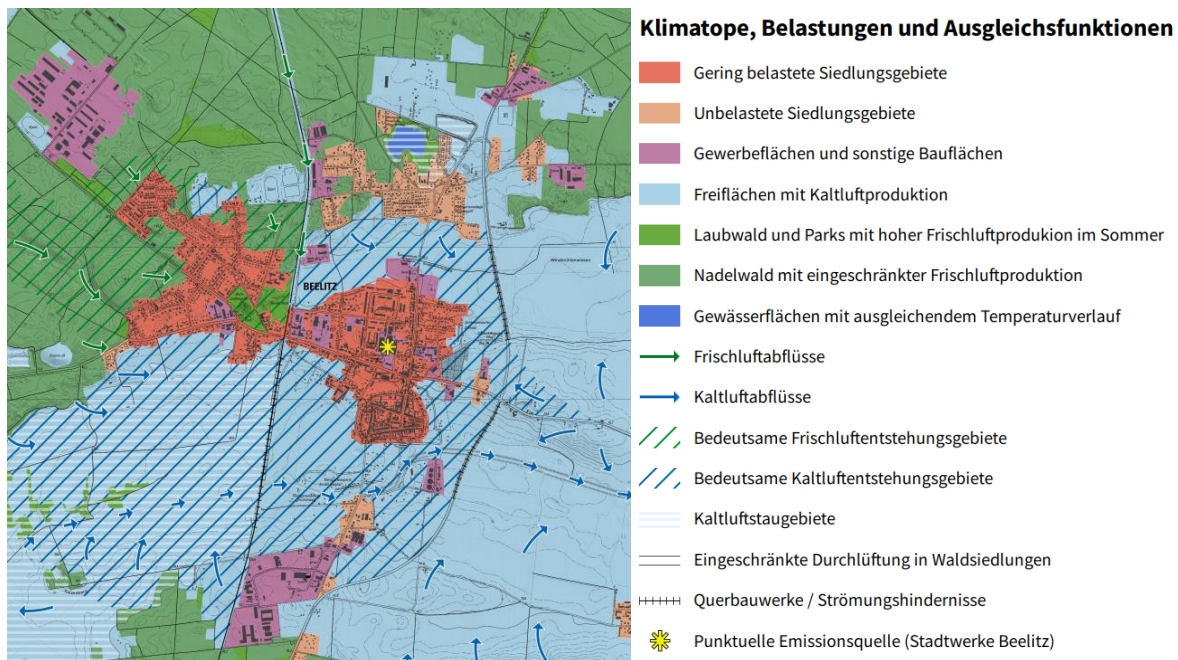 Klimatope, Belastungen und Ausgleichsfunktionen
Gering belastete Siedlungsgebiete
Unbelastete Siedlungsgebiete
Gewerbeflächen und sonstige Bauflächen
Freiflächen mit Kaltluftproduktion
Laubwald und Parks mit hoher Frischluftprodukion im Sommer
Nadelwald mit eingeschränkter Frischluftproduktion
Gewässerflächen mit ausgleichendem Temperaturverlauf
Frischluftabflüsse
Kaltluftabflüsse
Bedeutsame Frischluftentstehungsgebiete
Bedeutsame Kaltluftentstehungsgebiete
Kaltluftstaugebiete
Eingeschränkte Durchlüftung in Waldsiedlungen
Querbauwerke / Strömungshindernisse
Punktuelle Emissionsquelle (Stadtwerke Beelitz)
BEELITZ